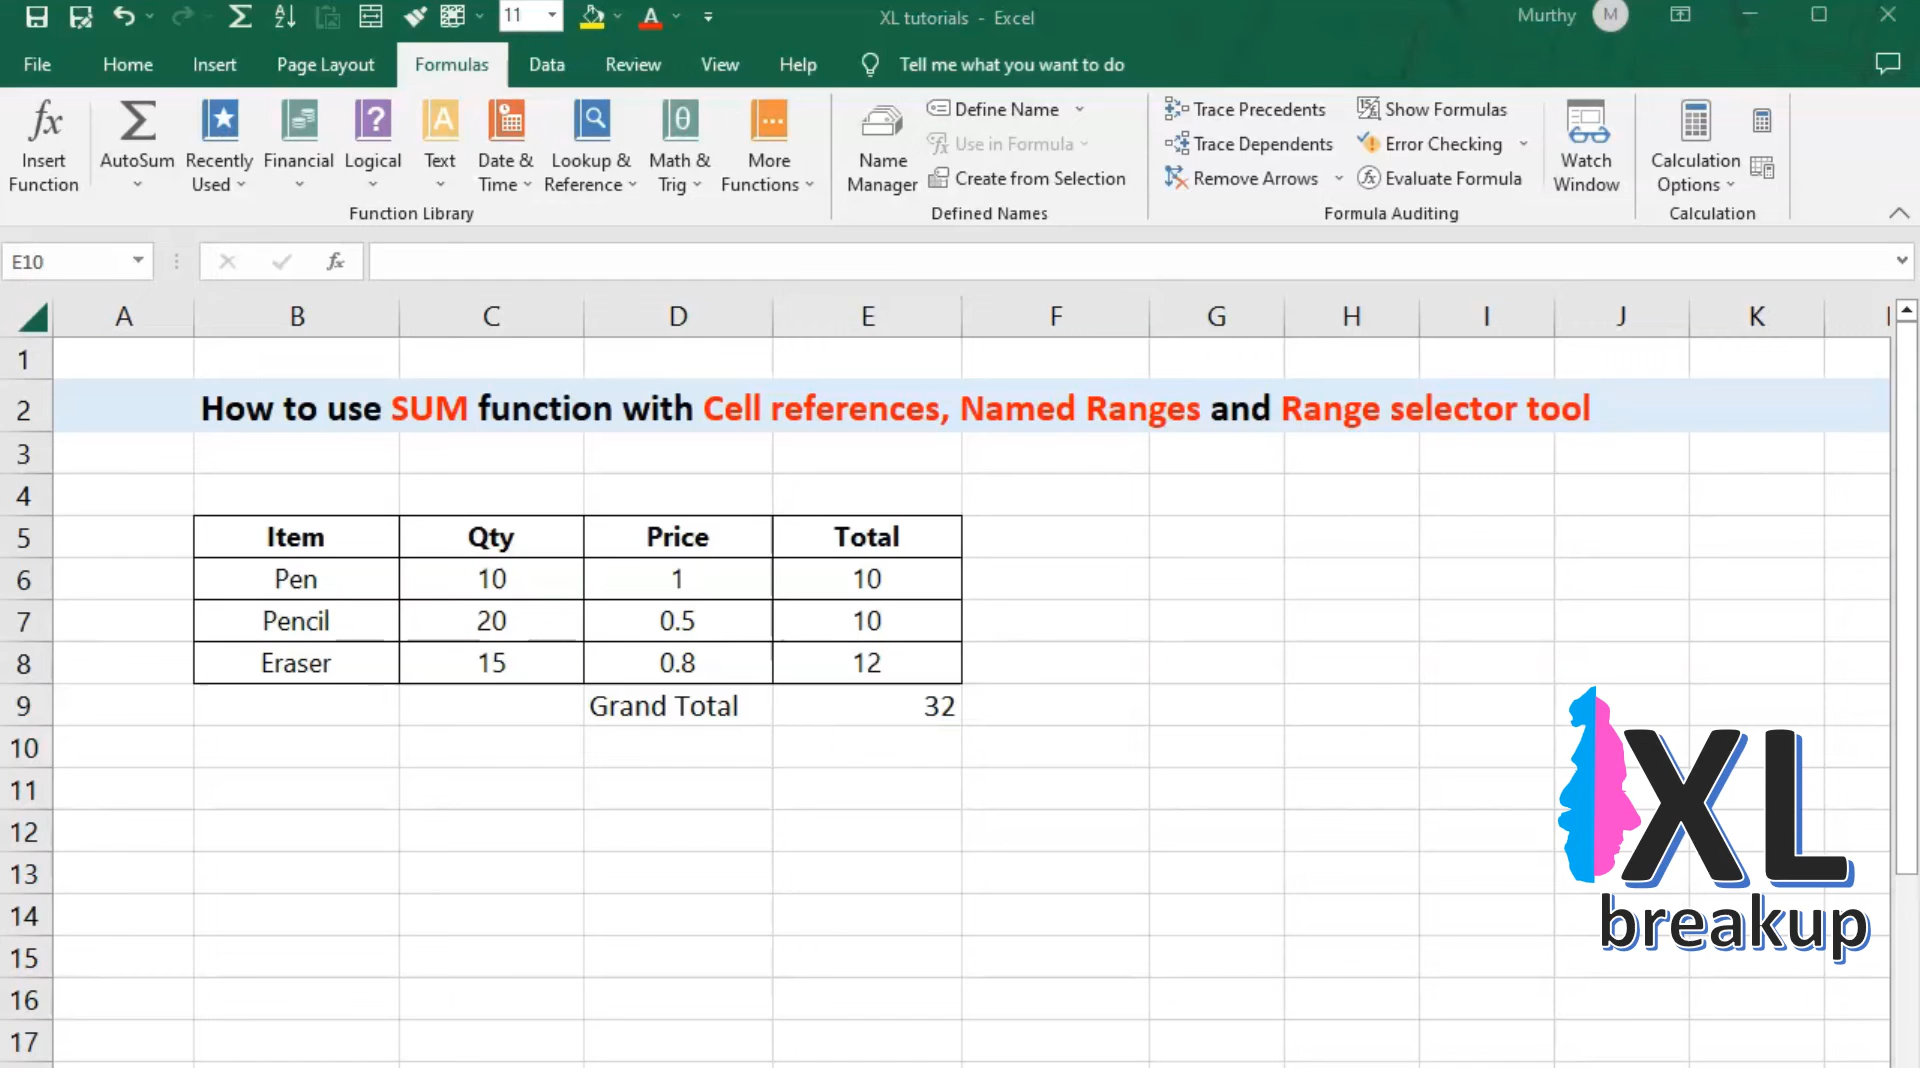 11
XL tutorials - Excel
Murthy M
File Home Insert Page Layout Formulas Data Review View Help Tell me what you want to do
Insert Function
AutoSum
Recently Used
Financial
Logical
Text
Date & Time
Lookup & Reference
Math & Trig
More Functions
Function Library
Name Manager
Define Name
Use in Formula
Create from Selection
Defined Names
Trace Precedents
Trace Dependents
Remove Arrows
Show Formulas
Error Checking
Evaluate Formula
Formula Auditing
Watch Window
Calculation Options
Calculation
E10 fx
A B C D E F G H I J K
1
2 How to use SUM function with Cell references, Named Ranges and Range selector tool
3
4
5 Item Qty Price Total
6 Pen 10 1 10
7 Pencil 20 0.5 10
8 Eraser 15 0.8 12
9 Grand Total 32
10
11
12
13
14
15
16
17
XL
breakup